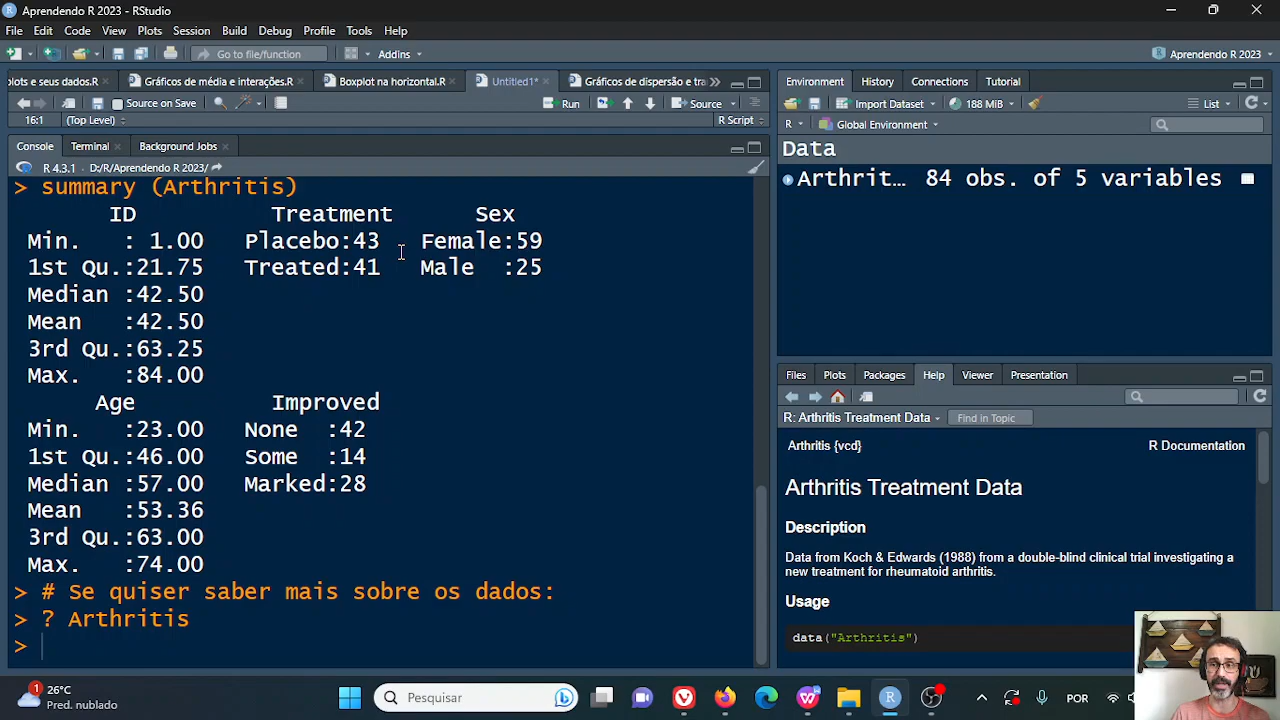 Aprendendo R 2023 - RStudio
File Edit Code View Plots Session Build Debug Profile Tools Help
Go to file/function Addins Aprendendo R 2023
plots e seus dados.R Gráficos de média e interações.R Boxplot na horizontal.R Untitled1* Gráficos de dispersão e tra
Source on Save Run Source
16:1 (Top Level) R Script
Console Terminal Background Jobs
R 4.3.1 . D:/R/Aprendendo R 2023/
> summary (Arthritis)
ID Treatment Sex
Min. : 1.00 Placebo:43 Female:59
1st Qu.:21.75 Treated:41 Male :25
Median :42.50
Mean :42.50
3rd Qu.:63.25
Max. :84.00
Age Improved
Min. :23.00 None :42
1st Qu.:46.00 Some :14
Median :57.00 Marked:28
Mean :53.36
3rd Qu.:63.00
Max. :74.00
> # Se quiser saber mais sobre os dados:
> ? Arthritis
>
Environment History Connections Tutorial
Import Dataset 188 MiB List
R Global Environment
Data
Arthrit... 84 obs. of 5 variables
Files Plots Packages Help Viewer Presentation
R: Arthritis Treatment Data Find in Topic
Arthritis {vcd} R Documentation
Arthritis Treatment Data
Description
Data from Koch & Edwards (1988) from a double-blind clinical trial investigating a
new treatment for rheumatoid arthritis.
Usage
data("Arthritis")
1 26°C
Pred. nublado
Pesquisar
POR